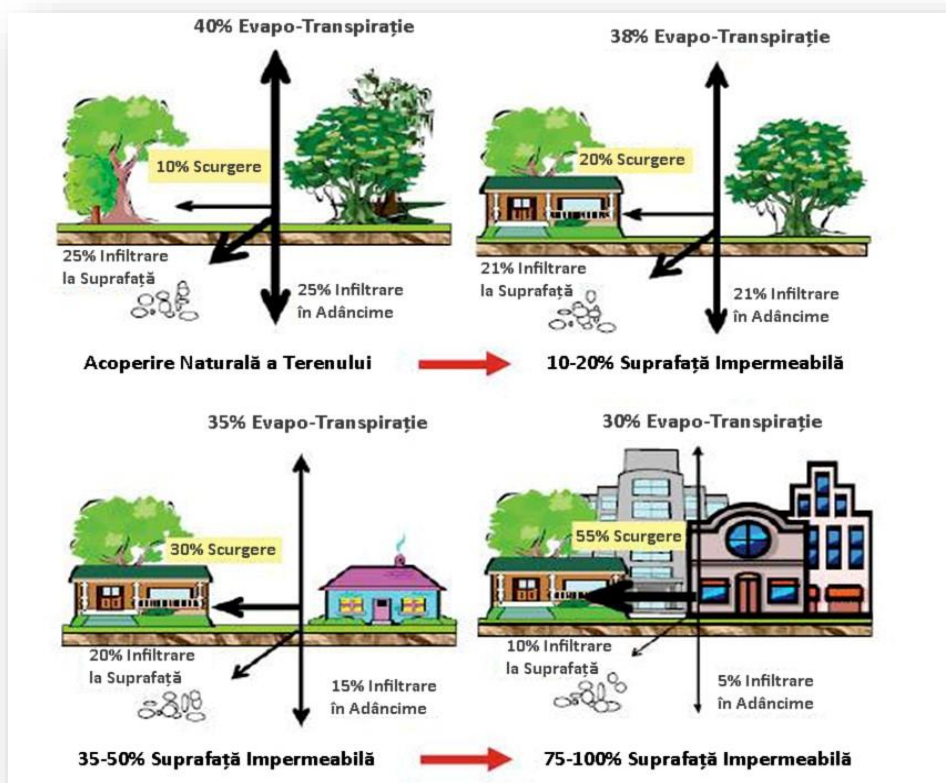 40% Evapo-Transpirație
10% Scurgere
25% Infiltrare
la Suprafață
25% Infiltrare
în Adâncime
Acoperire Naturală a Terenului
38% Evapo-Transpirație
20% Scurgere
21% Infiltrare
la Suprafață
21% Infiltrare
în Adâncime
10-20% Suprafață Impermeabilă
35% Evapo-Transpirație
30% Scurgere
20% Infiltrare
la Suprafață
15% Infiltrare
în Adâncime
35-50% Suprafață Impermeabilă
30% Evapo-Transpirație
55% Scurgere
10% Infiltrare
la Suprafață
5% Infiltrare
în Adâncime
75-100% Suprafață Impermeabilă